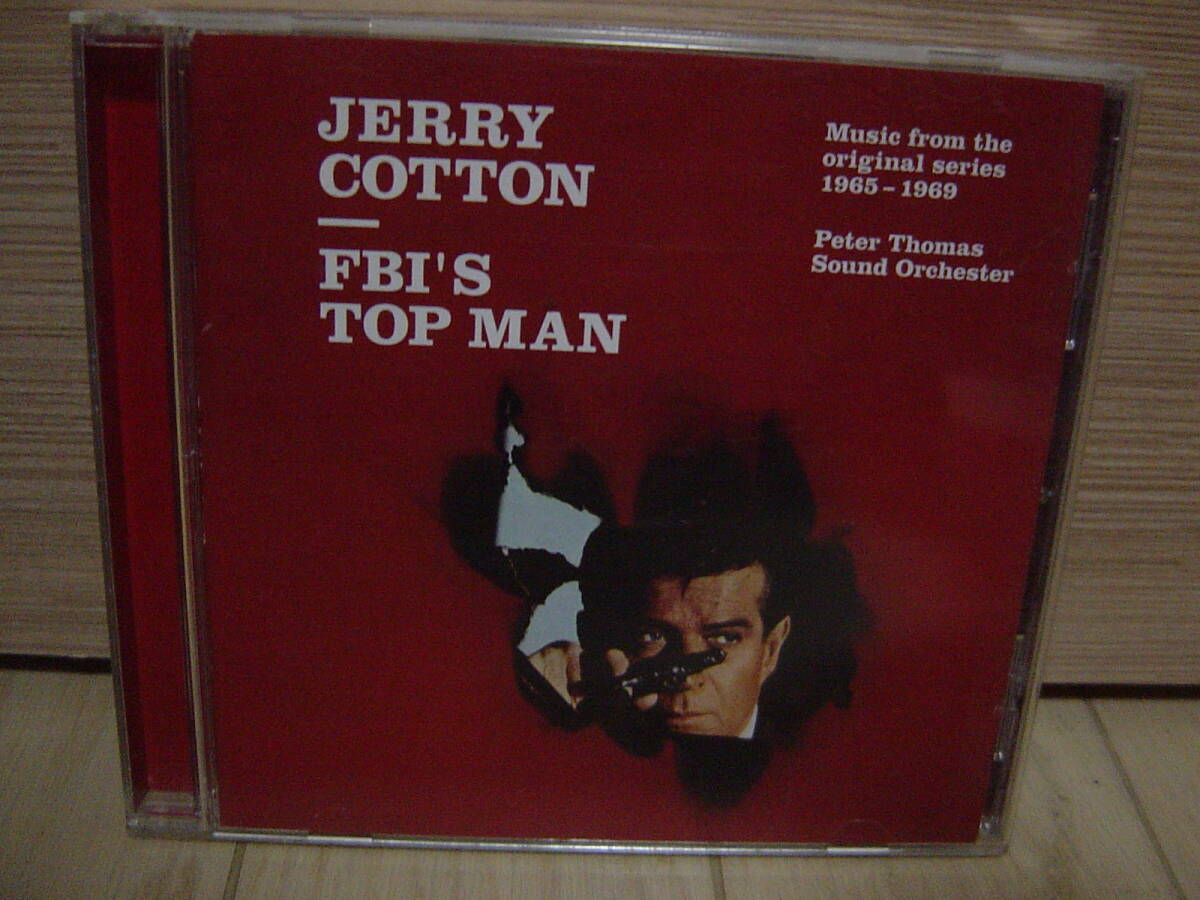 JERRY
COTTON
—
FBI'S
TOP MAN
Music from the
original series
1965 – 1969
Peter Thomas
Sound Orchester